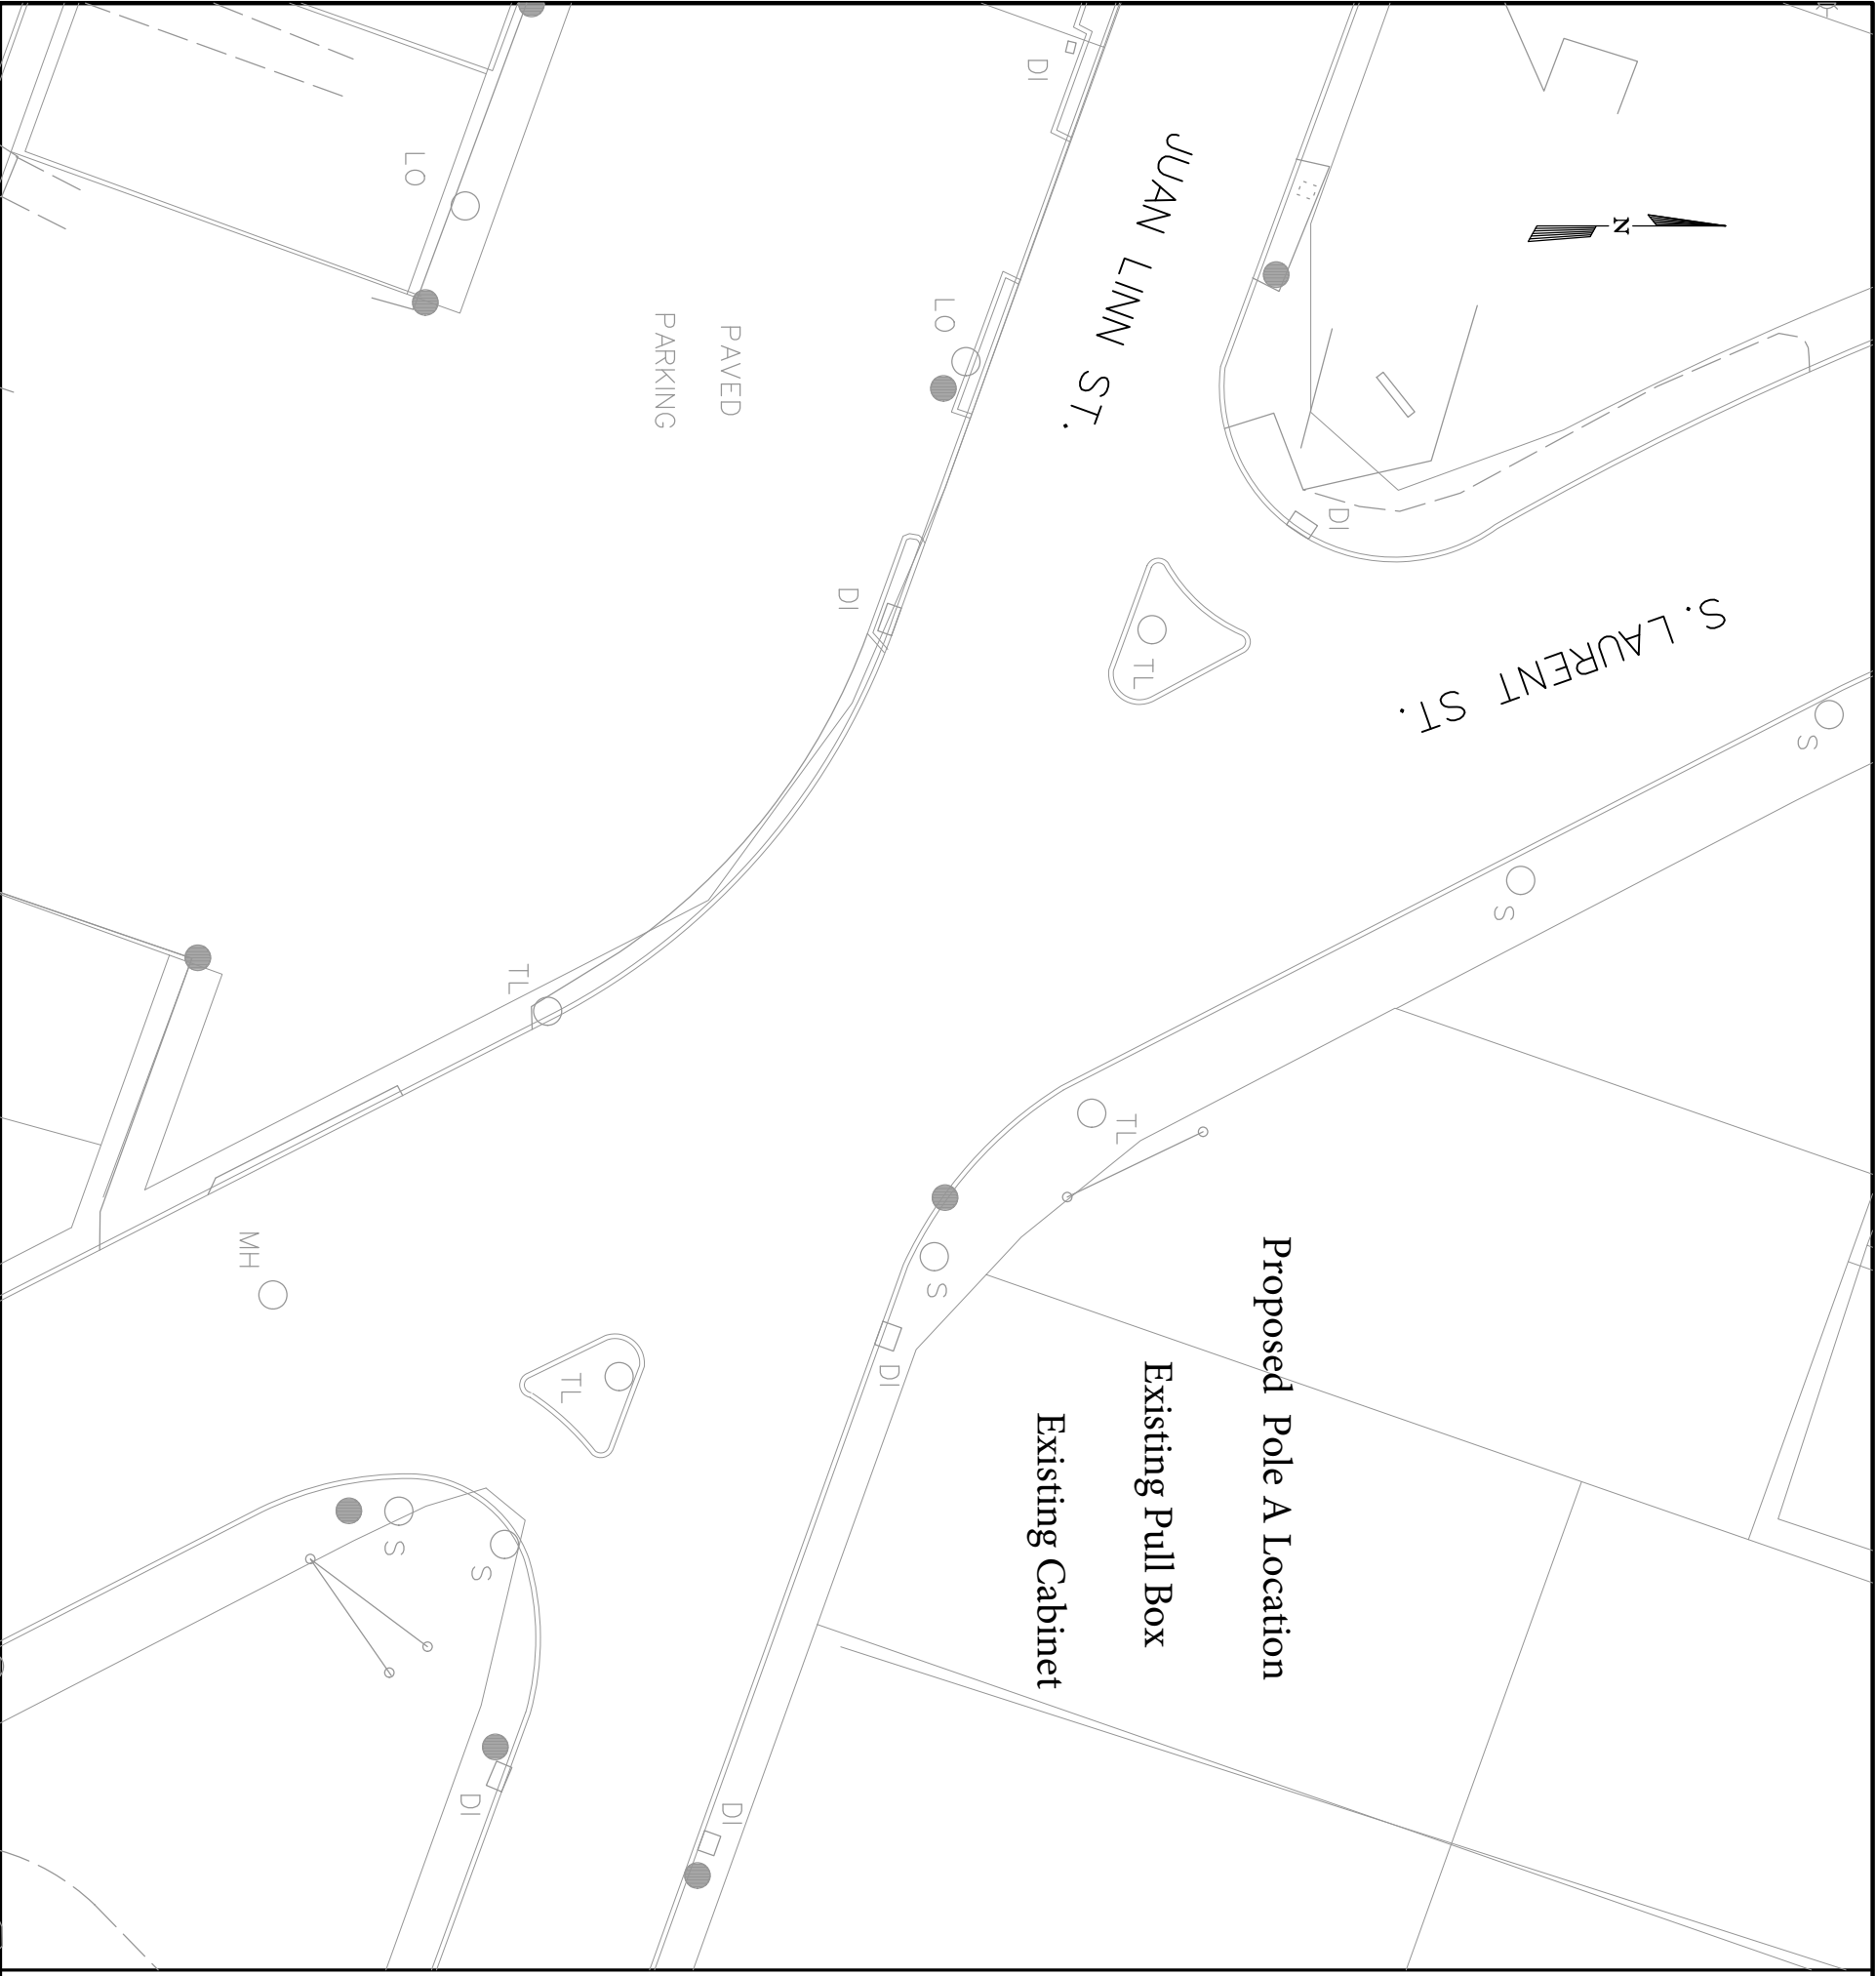 N
JUAN LINN ST.
S. LAURENT ST.
PAVED
PARKING
Proposed Pole A Location
Existing Pull Box
Existing Cabinet
DI
LO
LO
DI
DI
TL
S
S
TL
TL
S
DI
MH
TL
S
S
DI
DI